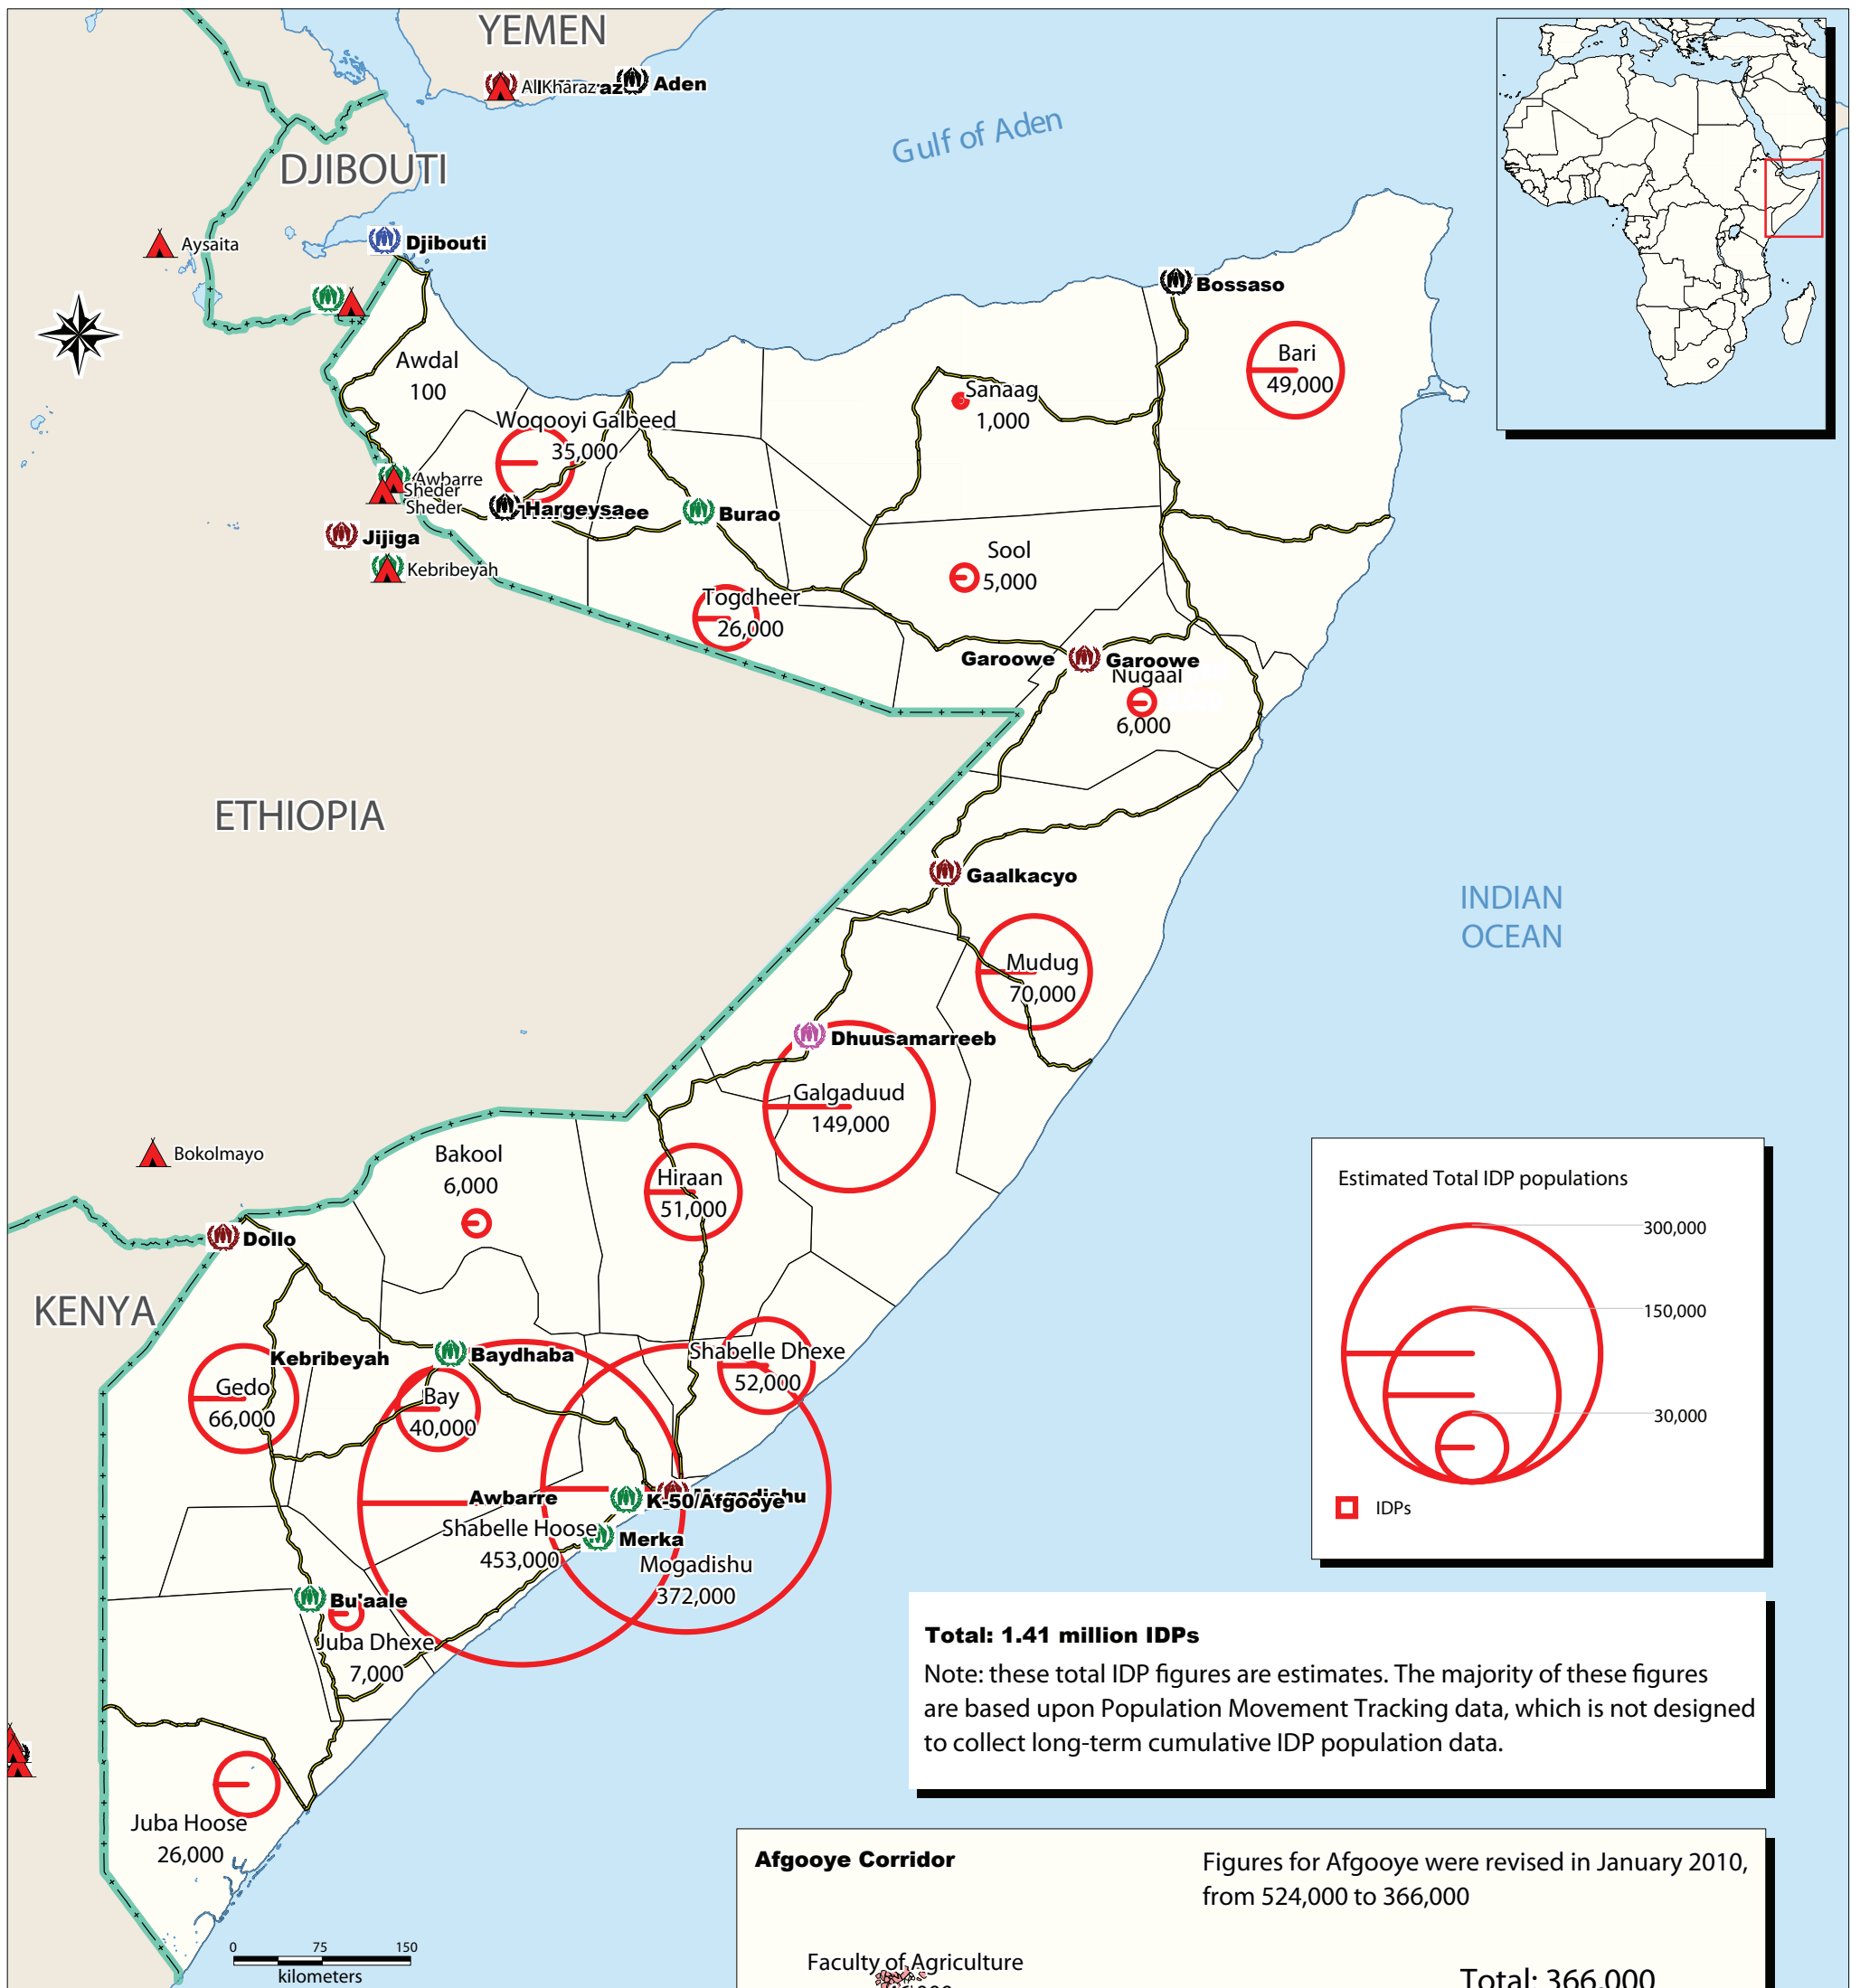 YEMEN
Al Kharaz
Aden
Gulf of Aden
DJIBOUTI
Aysaita
Djibouti
Bossaso
Awdal
100
Bari
49,000
Sanaag
1,000
Woqooyi Galbeed
35,000
Awbarre
Sheder
Sheder
Hargeysa
Burao
Jijiga
Kebribeyah
Sool
5,000
Togdheer
26,000
Garoowe
Garoowe
Nugaal
6,000
ETHIOPIA
Gaalkacyo
INDIAN
OCEAN
Mudug
70,000
Dhuusamarreeb
Galgaduud
149,000
Bokolmayo
Bakool
6,000
Hiraan
51,000
Dollo
KENYA
Kebribeyah
Baydhaba
Shabelle Dhexe
52,000
Gedo
66,000
Bay
40,000
Awbarre
K-50/Afgooye
Mogadishu
Shabelle Hoose
453,000
Merka
Mogadishu
372,000
Bu'aale
Juba Dhexe
7,000
Juba Hoose
26,000
0 75 150
kilometers
Estimated Total IDP populations
300,000
150,000
30,000
IDPs
Total: 1.41 million IDPs
Note: these total IDP figures are estimates. The majority of these figures
are based upon Population Movement Tracking data, which is not designed
to collect long-term cumulative IDP population data.
Afgooye Corridor
Figures for Afgooye were revised in January 2010,
from 524,000 to 366,000
Faculty of Agriculture
Total: 366,000